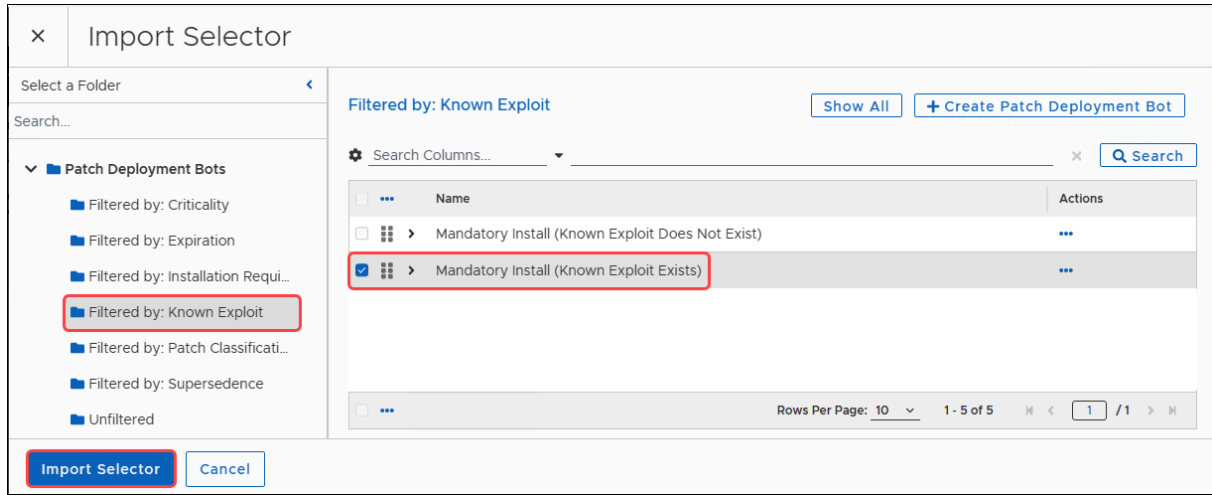 Import Selector
Select a Folder
Search...
Patch Deployment Bots
Filtered by: Criticality
Filtered by: Expiration
Filtered by: Installation Requi...
Filtered by: Known Exploit
Filtered by: Patch Classificati...
Filtered by: Supersedence
Unfiltered
Filtered by: Known Exploit
Show All
+ Create Patch Deployment Bot
Search Columns...
Search
Name Actions
Mandatory Install (Known Exploit Does Not Exist)
Mandatory Install (Known Exploit Exists)
Rows Per Page: 10 1 - 5 of 5 1 / 1
Import Selector Cancel